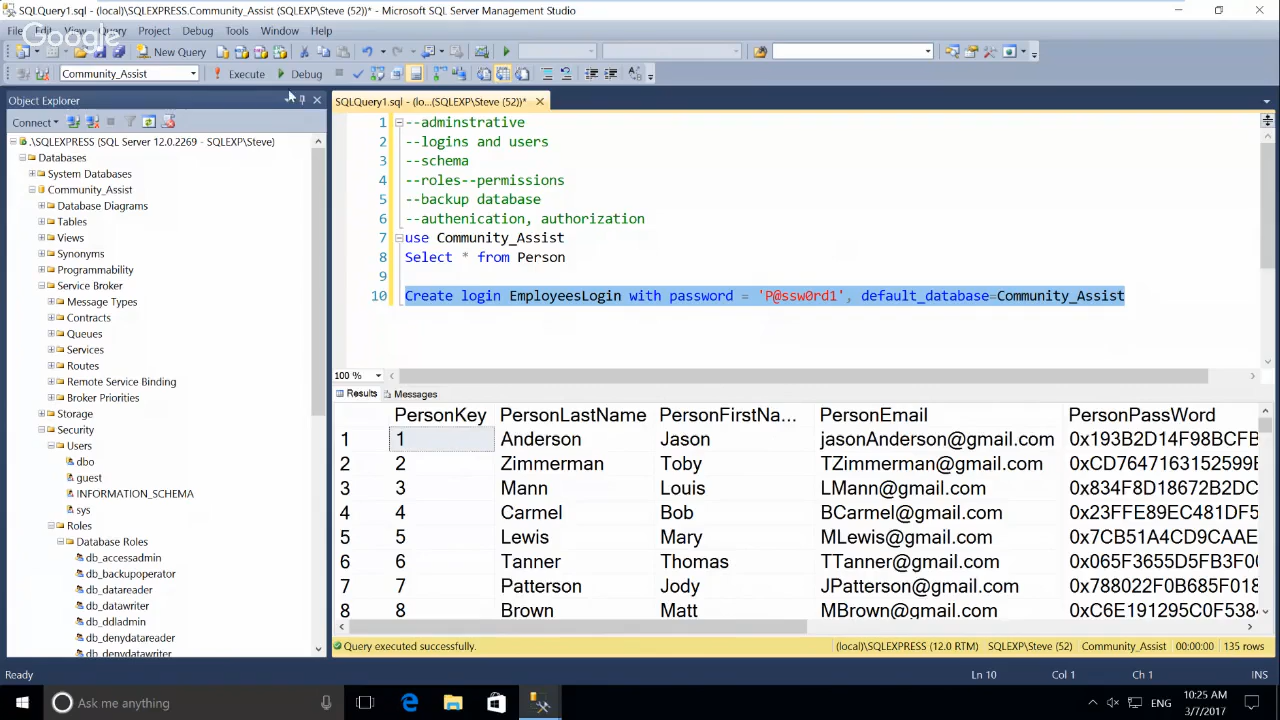 SQLQuery1.sql - (local)\SQLEXPRESS.Community_Assist (SQLEXP\Steve (52))* - Microsoft SQL Server Management Studio
File Edit View Query Project Debug Tools Window Help
Google
New Query
Community_Assist Execute Debug
Object Explorer
Connect
.\SQLEXPRESS (SQL Server 12.0.2269 - SQLEXP\Steve)
Databases
System Databases
Community_Assist
Database Diagrams
Tables
Views
Synonyms
Programmability
Service Broker
Message Types
Contracts
Queues
Services
Routes
Remote Service Binding
Broker Priorities
Storage
Security
Users
dbo
guest
INFORMATION_SCHEMA
sys
Roles
Database Roles
db_accessadmin
db_backupoperator
db_datareader
db_datawriter
db_ddladmin
db_denydatareader
db_denydatawriter
SQLQuery1.sql - (lo...(SQLEXP\Steve (52))*
1 --adminstrative
2 --logins and users
3 --schema
4 --roles--permissions
5 --backup database
6 --authenication, authorization
7 use Community_Assist
8 Select * from Person
9
10 Create login EmployeesLogin with password = 'P@ssw0rd1', default_database=Community_Assist
100 %
Results Messages
PersonKey PersonLastName PersonFirstNa... PersonEmail PersonPassWord
1 1 Anderson Jason jasonAnderson@gmail.com 0x193B2D14F98BCFB
2 2 Zimmerman Toby TZimmerman@gmail.com 0xCD7647163152599E
3 3 Mann Louis LMann@gmail.com 0x834F8D18672B2DC
4 4 Carmel Bob BCarmel@gmail.com 0x23FFE89EC481DF5
5 5 Lewis Mary MLewis@gmail.com 0x7CB51A4CD9CAAE
6 6 Tanner Thomas TTanner@gmail.com 0x065F3655D5FB3F00
7 7 Patterson Jody JPatterson@gmail.com 0x788022F0B685F018
8 8 Brown Matt MBrown@gmail.com 0xC6E191295C0F5384
Query executed successfully. (local)\SQLEXPRESS (12.0 RTM) SQLEXP\Steve (52) Community_Assist 00:00:00 135 rows
Ready Ln 10 Col 1 Ch 1 INS
Ask me anything ENG 10:25 AM
3/7/2017